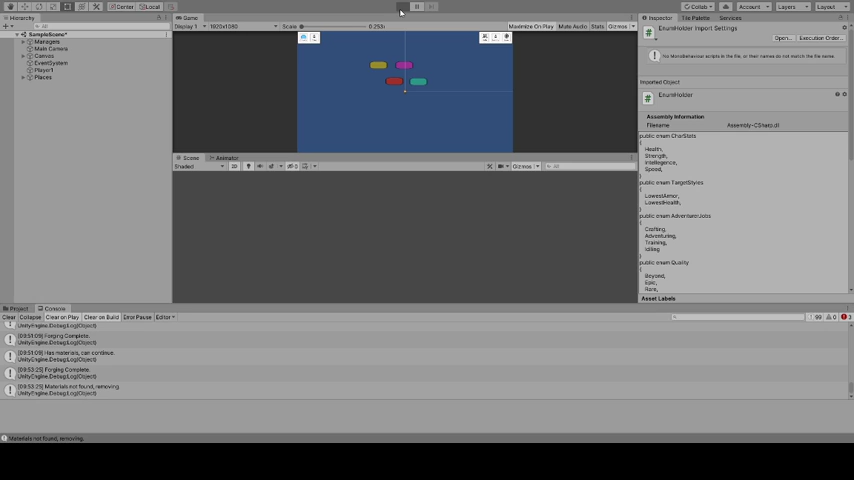 Center Local Collab Account Layers Layout
Hierarchy Game Inspector Tile Palette Services
All Display 1 1920x1080 Scale 0.253x Maximize On Play Mute Audio Stats Gizmos
EnumHolder Import Settings
SampleScene*
Open... Execution Order...
Managers
Main Camera
Canvas
EventSystem
Player1
Places
No MonoBehaviour scripts in the file, or their names do not match the file name.
Imported Object
EnumHolder
Assembly Information
Filename Assembly-CSharp.dll
public enum CharStats
{
Health,
Strength,
Intellegence,
Speed,
}
public enum TargetStyles
{
LowestArmor,
LowestHealth,
}
public enum AdventurerJobs
{
Crafting,
Adventuring,
Training,
Idling
}
public enum Quality
{
Beyond,
Epic,
Rare,
Asset Labels
Scene Animator
Shaded 2D Gizmos All
Project Console
Clear Collapse Clear on Play Clear on Build Error Pause Editor 99 0 3
UnityEngine.Debug:Log(Object)
[09:51:09] Forging Complete.
UnityEngine.Debug:Log(Object)
[09:51:09] Has materials, can continue.
UnityEngine.Debug:Log(Object)
[09:53:25] Forging Complete.
UnityEngine.Debug:Log(Object)
[09:53:25] Materials not found, removing.
UnityEngine.Debug:Log(Object)
Materials not found, removing.